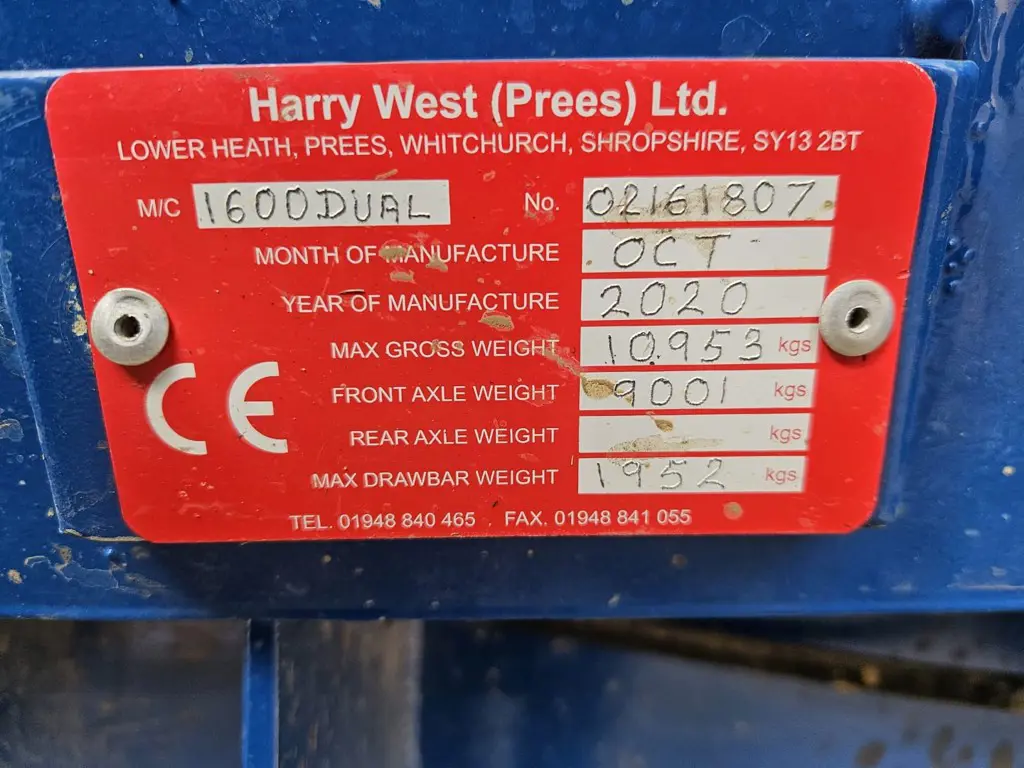 Harry West (Prees) Ltd.
LOWER HEATH, PREES, WHITCHURCH, SHROPSHIRE, SY13 2BT
M/C 1600DUAL No. 02161807
MONTH OF MANUFACTURE OCT
YEAR OF MANUFACTURE 2020
MAX GROSS WEIGHT 10953 kgs
FRONT AXLE WEIGHT 9001 kgs
REAR AXLE WEIGHT kgs
MAX DRAWBAR WEIGHT 1952 kgs
CE
TEL. 01948 840 465 FAX. 01948 841 055